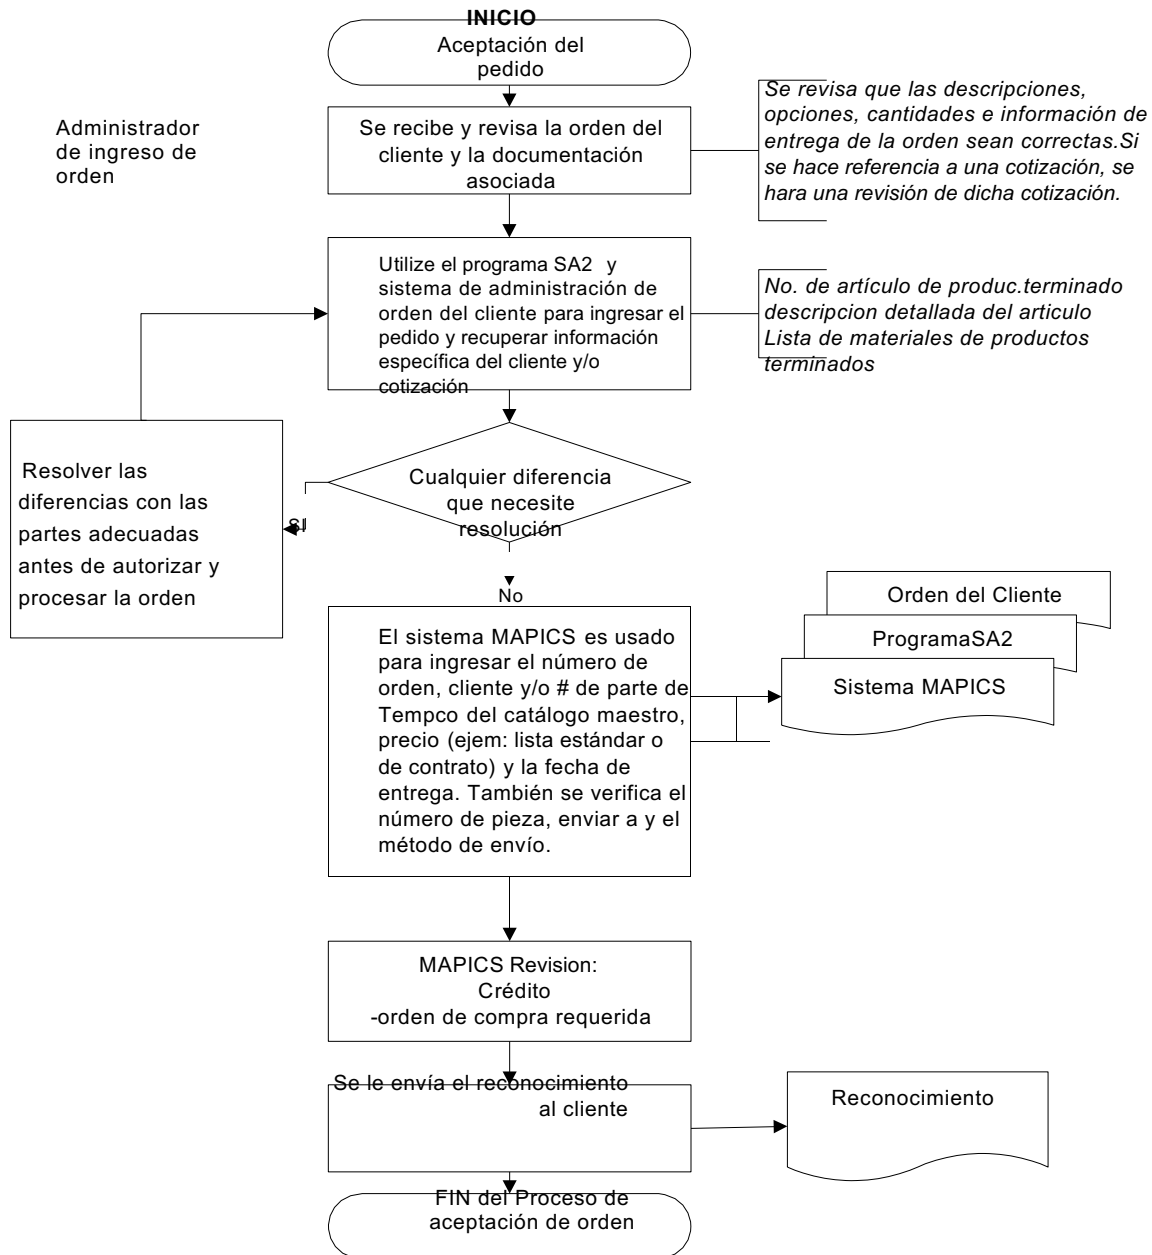 INICIO
Aceptación del
pedido
Administrador
de ingreso de
orden
Se recibe y revisa la orden del
cliente y la documentación
asociada
Se revisa que las descripciones,
opciones, cantidades e información de
entrega de la orden sean correctas.Si
se hace referencia a una cotización, se
hara una revisión de dicha cotización.
Utilize el programa SA2 y
sistema de administración de
orden del cliente para ingresar el
pedido y recuperar información
específica del cliente y/o
cotización
No. de artículo de produc.terminado
descripcion detallada del articulo
Lista de materiales de productos
terminados
Resolver las
diferencias con las
partes adecuadas
antes de autorizar y
procesar la orden
Cualquier diferencia
que necesite
resolución
SI
No
El sistema MAPICS es usado
para ingresar el número de
orden, cliente y/o # de parte de
Tempco del catálogo maestro,
precio (ejem: lista estándar o
de contrato) y la fecha de
entrega. También se verifica el
número de pieza, enviar a y el
método de envío.
Orden del Cliente
ProgramaSA2
Sistema MAPICS
MAPICS Revision:
Crédito
-orden de compra requerida
Se le envía el reconocimiento
al cliente
Reconocimiento
FIN del Proceso de
aceptación de orden